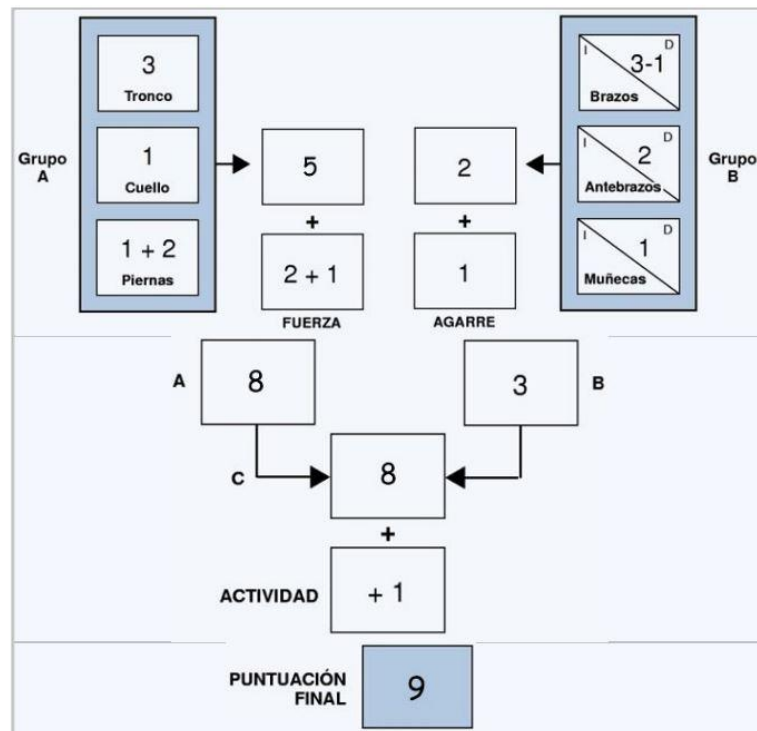 3
Tronco
1
Cuello
1 + 2
Piernas
Grupo
A
5
+
2 + 1
FUERZA
2
+
1
AGARRE
I
D
3-1
Brazos
I
D
2
Antebrazos
I
D
1
Muñecas
Grupo
B
A
8
3
B
C
8
+
ACTIVIDAD
+ 1
PUNTUACIÓN
FINAL
9